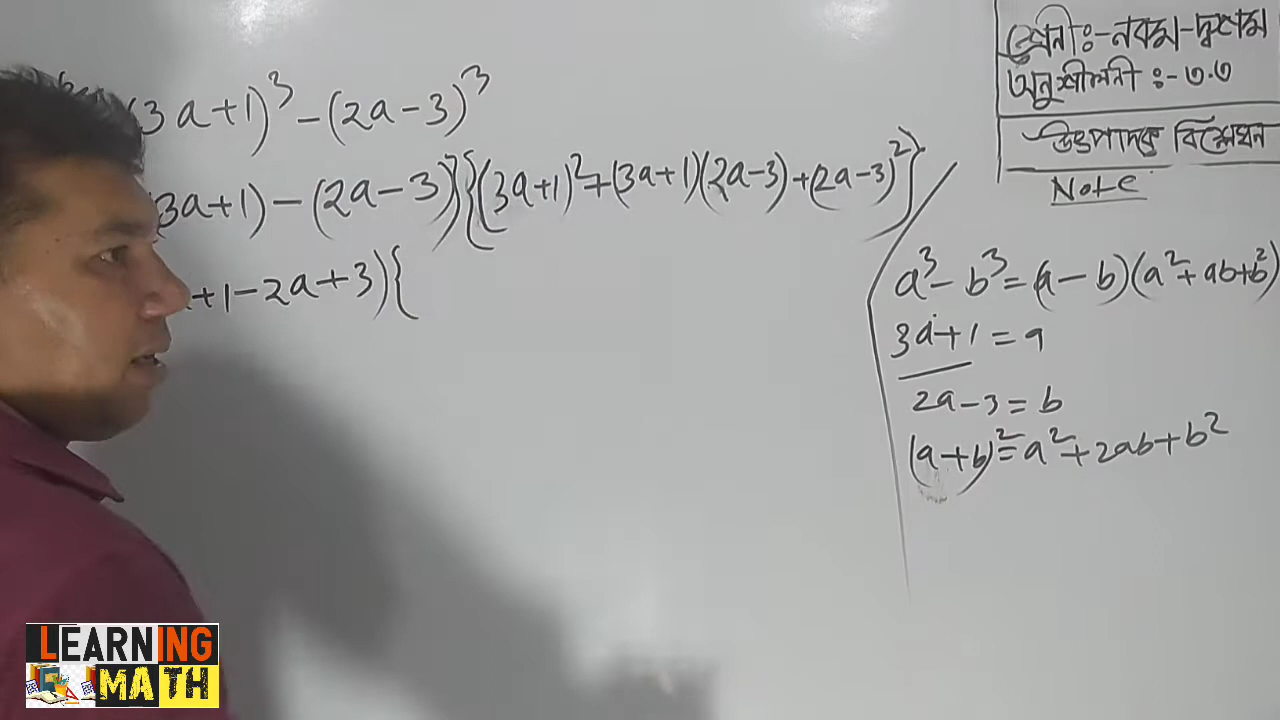 (3a+1)³ - (2a-3)³
(3a+1) - (2a-3)}{(3a+1)² + (3a+1)(2a-3) + (2a-3)²}
+1-2a+3){
শ্রেনী ঃ- নবম - দশম
অনুশীলনী ঃ- ৩.৩
উৎপাদক বিশ্লেষন
Note
a³ - b³ = (a - b)(a² + ab + b²)
3a+1 = a
2a-3 = b
(a+b)² = a² + 2ab + b²
LEARNING
MATH